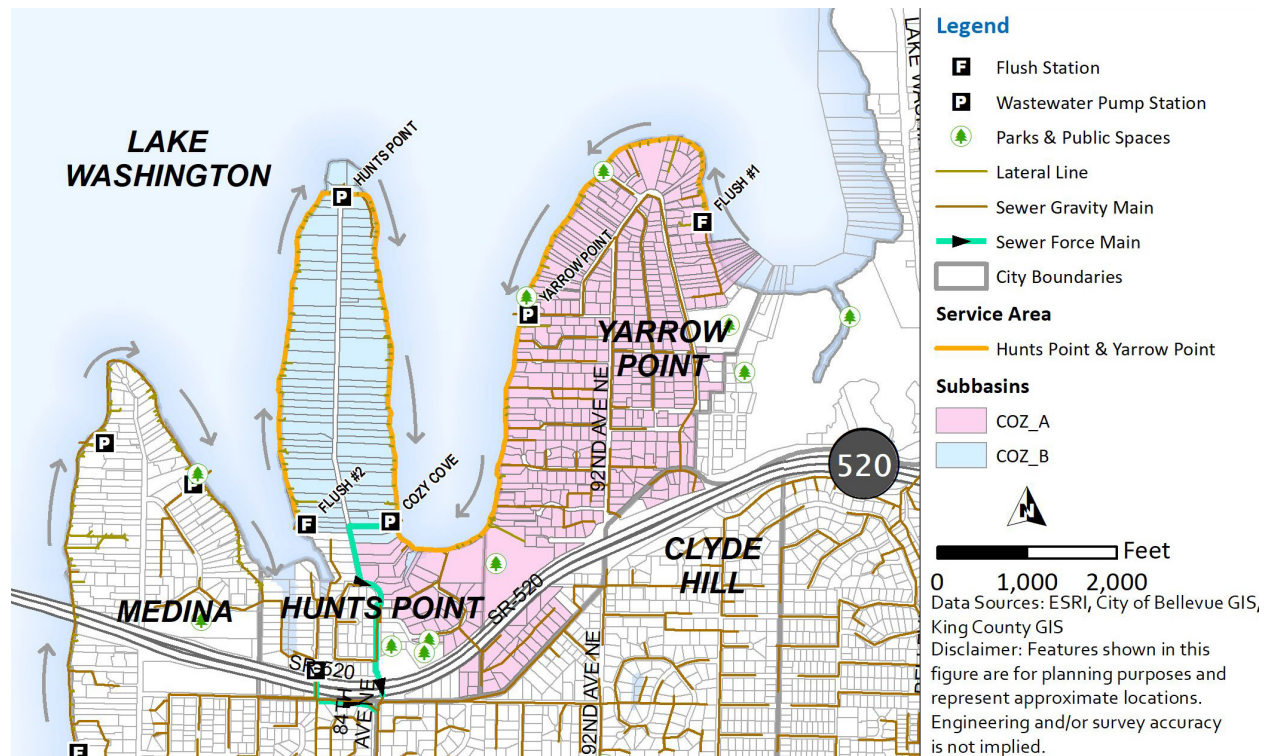 LAKE
WASHINGTON
HUNTS POINT
FLUSH #1
YARROW POINT
YARROW
POINT
92ND AVE NE
FLUSH #2
COZY COVE
520
CLYDE
HILL
MEDINA
HUNTS POINT
SR-520
SR-520
84TH
AVE NE
92ND AVE NE
P
F
P
P
P
F
P
P
F
Legend
F Flush Station
P Wastewater Pump Station
Parks & Public Spaces
Lateral Line
Sewer Gravity Main
Sewer Force Main
City Boundaries
Service Area
Hunts Point & Yarrow Point
Subbasins
COZ_A
COZ_B
N
Feet
0 1,000 2,000
Data Sources: ESRI, City of Bellevue GIS,
King County GIS
Disclaimer: Features shown in this
figure are for planning purposes and
represent approximate locations.
Engineering and/or survey accuracy
is not implied.